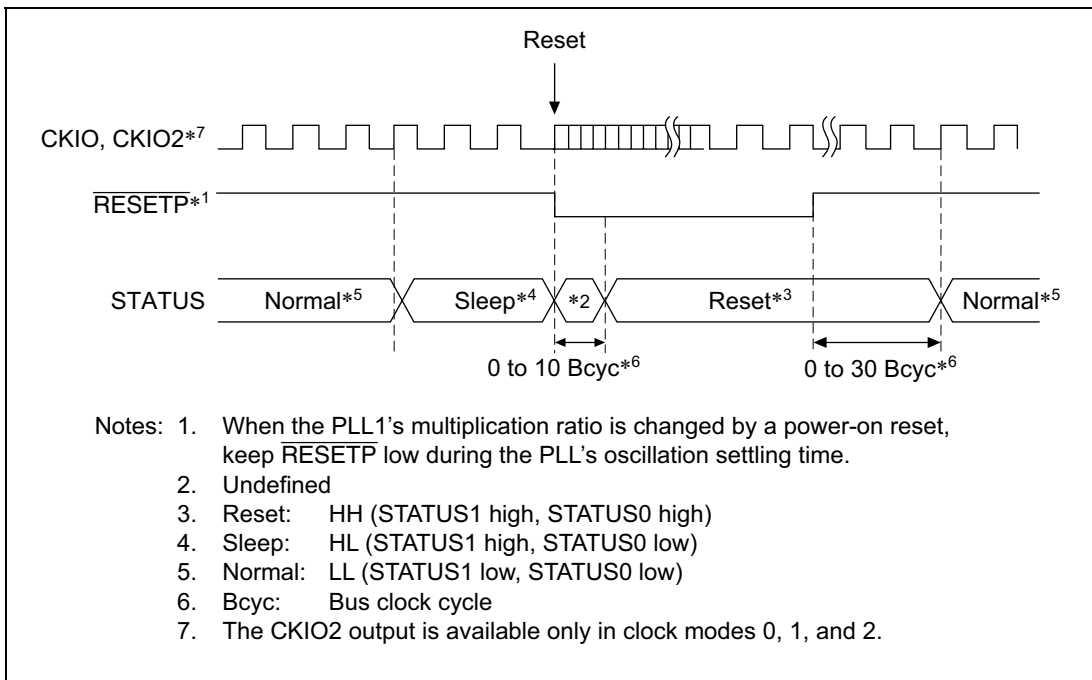 Reset
CKIO, CKIO2*7
RESETP*1
STATUS Normal*5 Sleep*4 *2 Reset*3 Normal*5
0 to 10 Bcyc*6 0 to 30 Bcyc*6
Notes: 1. When the PLL1’s multiplication ratio is changed by a power-on reset,
keep RESETP low during the PLL’s oscillation settling time.
2. Undefined
3. Reset: HH (STATUS1 high, STATUS0 high)
4. Sleep: HL (STATUS1 high, STATUS0 low)
5. Normal: LL (STATUS1 low, STATUS0 low)
6. Bcyc: Bus clock cycle
7. The CKIO2 output is available only in clock modes 0, 1, and 2.